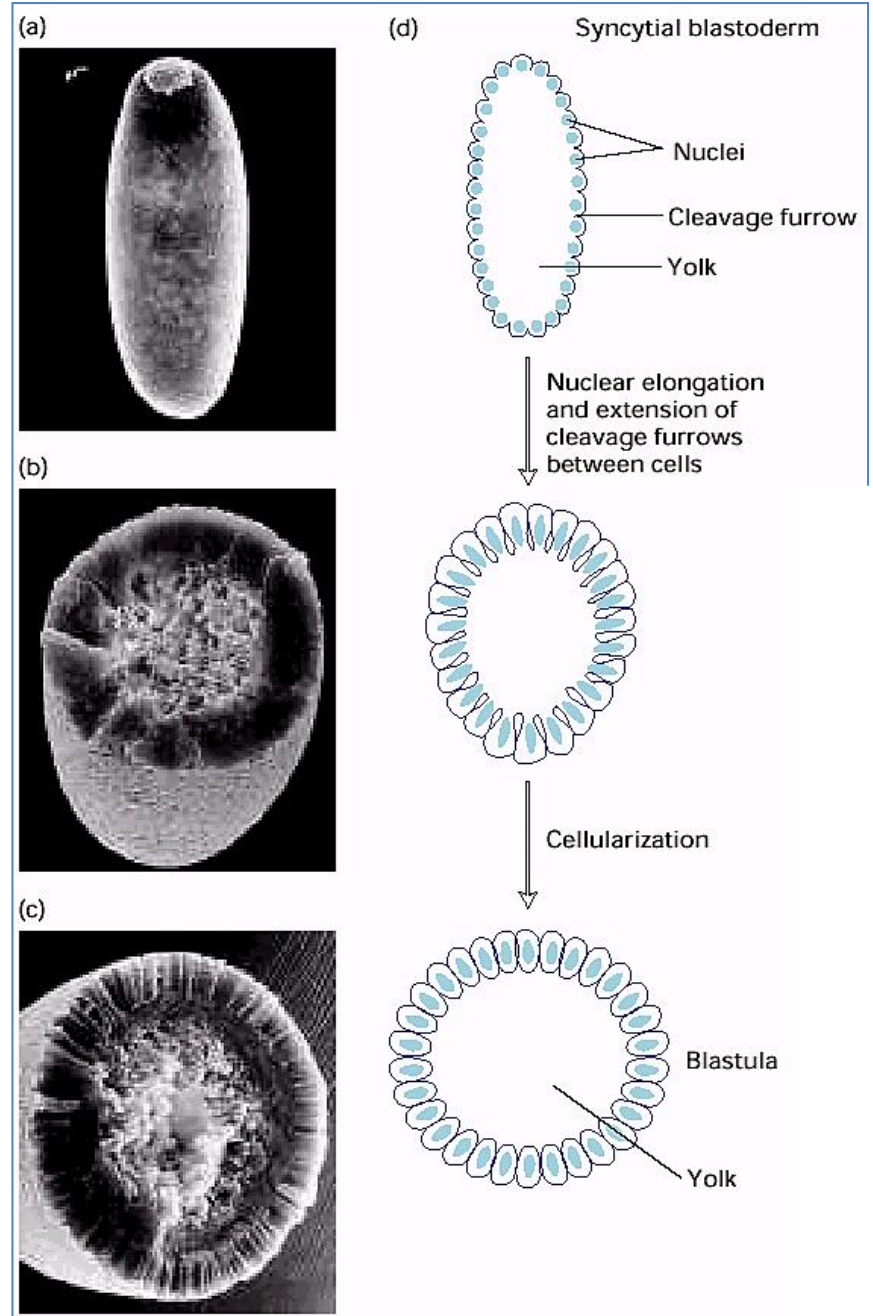 (a)
(b)
(c)
(d)
Syncytial blastoderm
Nuclei
Cleavage furrow
Yolk
Nuclear elongation
and extension of
cleavage furrows
between cells
Cellularization
Blastula
Yolk